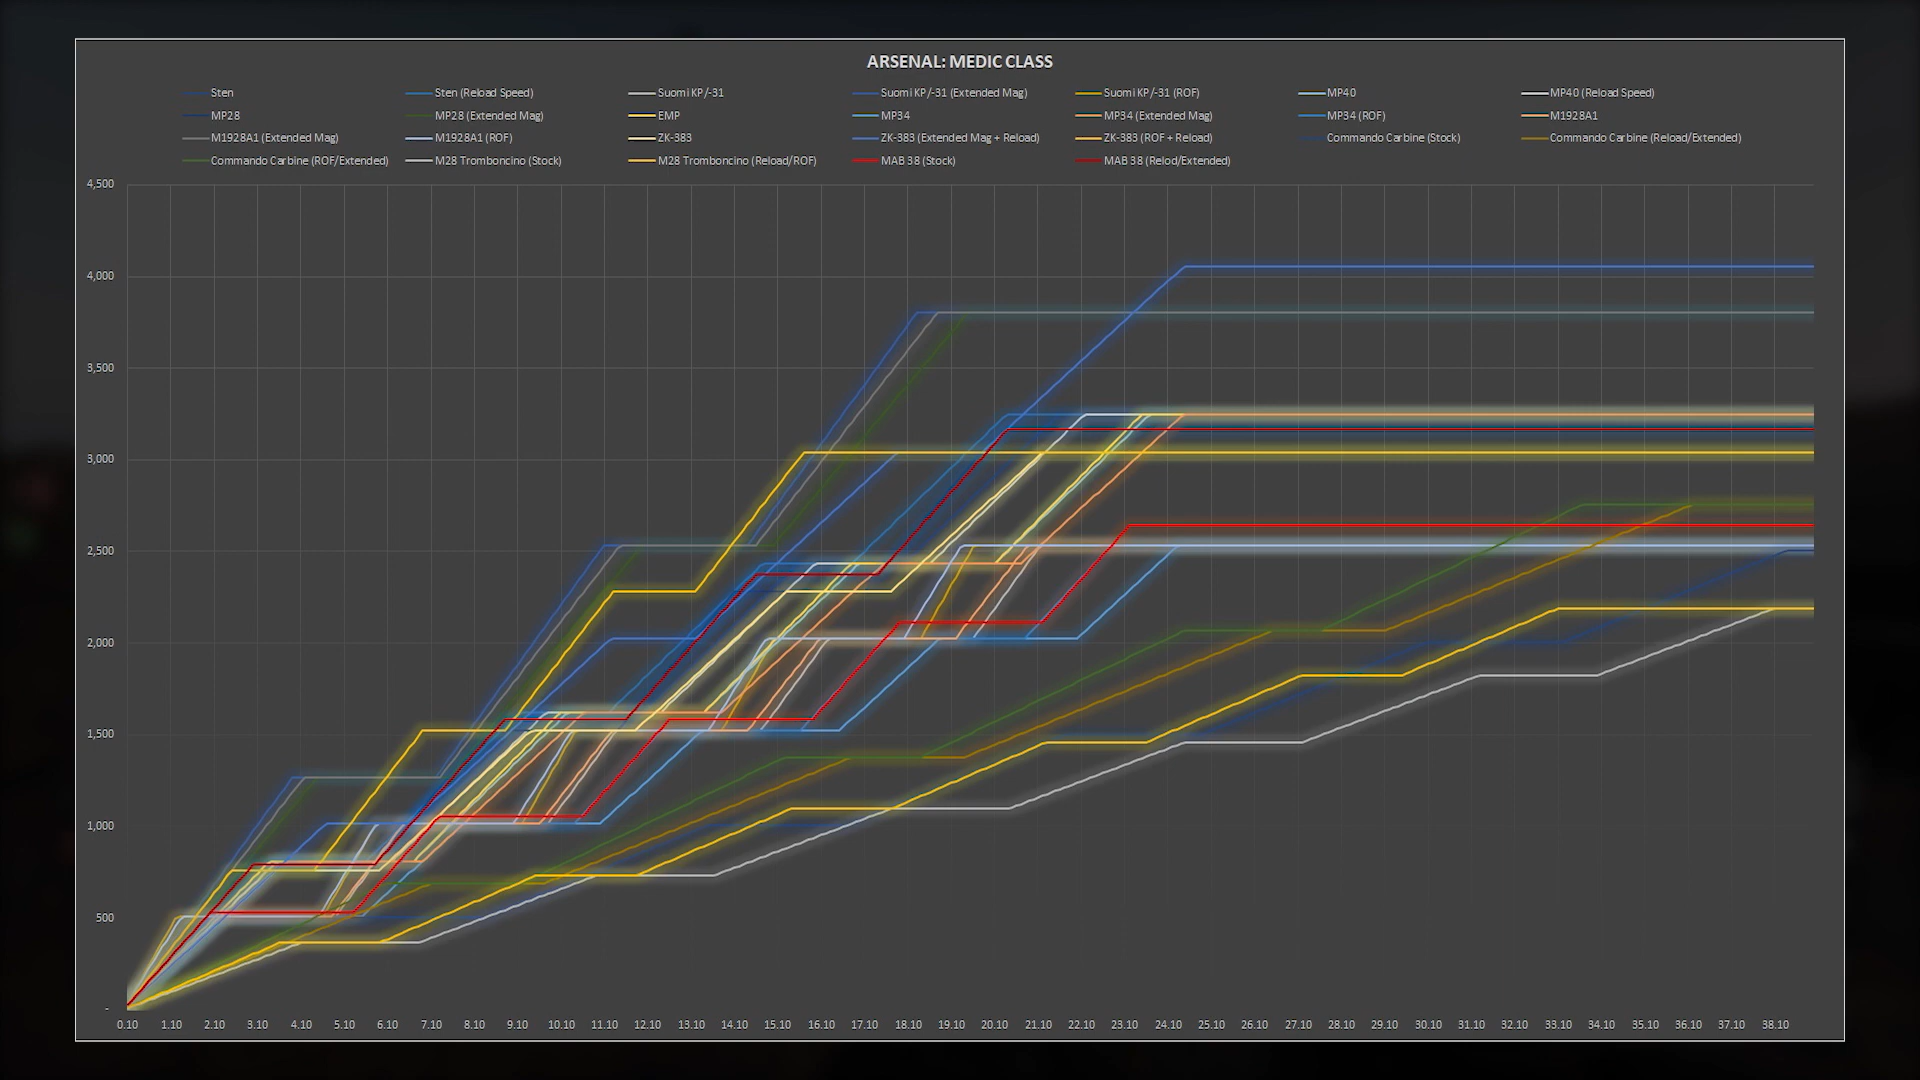 ARSENAL: MEDIC CLASS
Sten Sten (Reload Speed) Suomi KP/-31 Suomi KP/-31 (Extended Mag) Suomi KP/-31 (ROF) MP40 MP40 (Reload Speed)
MP28 MP28 (Extended Mag) EMP MP34 MP34 (Extended Mag) MP34 (ROF) M1928A1
M1928A1 (Extended Mag) M1928A1 (ROF) ZK-383 ZK-383 (Extended Mag + Reload) ZK-383 (ROF + Reload) Commando Carbine (Stock) Commando Carbine (Reload/Extended)
Commando Carbine (ROF/Extended) M28 Tromboncino (Stock) M28 Tromboncino (Reload/ROF) MAB 38 (Stock) MAB 38 (Relod/Extended)
4,500
4,000
3,500
3,000
2,500
2,000
1,500
1,000
500
-
0.10 1.10 2.10 3.10 4.10 5.10 6.10 7.10 8.10 9.10 10.10 11.10 12.10 13.10 14.10 15.10 16.10 17.10 18.10 19.10 20.10 21.10 22.10 23.10 24.10 25.10 26.10 27.10 28.10 29.10 30.10 31.10 32.10 33.10 34.10 35.10 36.10 37.10 38.10